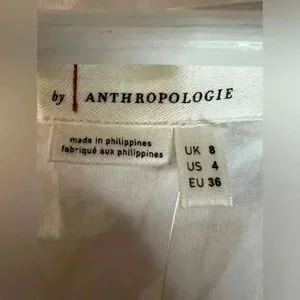 by | ANTHROPOLOGIE
made in philippines
fabriqué aux philippines
UK 8
US 4
EU 36